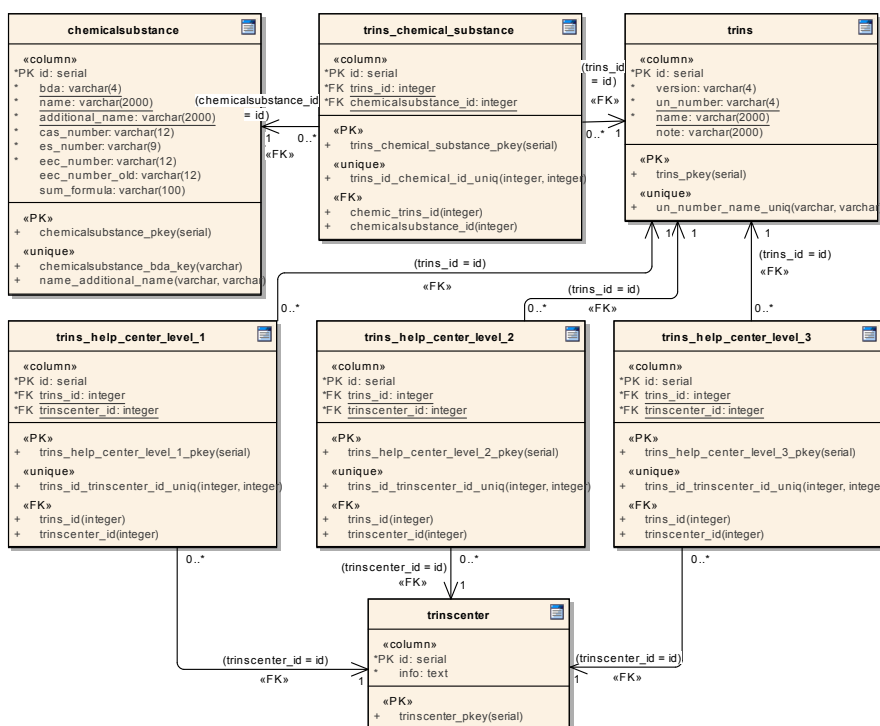 chemicalsubstance
«column»
*PK id: serial
* bda: varchar(4)
* name: varchar(2000)
* additional_name: varchar(2000)
* cas_number: varchar(12)
* es_number: varchar(9)
* eec_number: varchar(12)
eec_number_old: varchar(12)
sum_formula: varchar(100)
«PK»
+ chemicalsubstance_pkey(serial)
«unique»
+ chemicalsubstance_bda_key(varchar)
+ name_additional_name(varchar, varchar)
(chemicalsubstance_id
= id)
1
0..*
«FK»
trins_chemical_substance
«column»
*PK id: serial
*FK trins_id: integer
*FK chemicalsubstance_id: integer
«PK»
+ trins_chemical_substance_pkey(serial)
«unique»
+ trins_id_chemical_id_uniq(integer, integer)
«FK»
+ chemic_trins_id(integer)
+ chemicalsubstance_id(integer)
(trins_id
= id)
«FK»
0..*
1
trins
«column»
*PK id: serial
* version: varchar(4)
* un_number: varchar(4)
* name: varchar(2000)
note: varchar(2000)
«PK»
+ trins_pkey(serial)
«unique»
+ un_number_name_uniq(varchar, varchar
1
1
1
(trins_id = id)
«FK»
0..*
(trins_id = id)
«FK»
0..*
(trins_id = id)
«FK»
0..*
trins_help_center_level_1
«column»
*PK id: serial
*FK trins_id: integer
*FK trinscenter_id: integer
«PK»
+ trins_help_center_level_1_pkey(serial)
«unique»
+ trins_id_trinscenter_id_uniq(integer, integer)
«FK»
+ trins_id(integer)
+ trinscenter_id(integer)
trins_help_center_level_2
«column»
*PK id: serial
*FK trins_id: integer
*FK trinscenter_id: integer
«PK»
+ trins_help_center_level_2_pkey(serial)
«unique»
+ trins_id_trinscenter_id_uniq(integer, integer)
«FK»
+ trins_id(integer)
+ trinscenter_id(integer)
trins_help_center_level_3
«column»
*PK id: serial
*FK trins_id: integer
*FK trinscenter_id: integer
«PK»
+ trins_help_center_level_3_pkey(serial)
«unique»
+ trins_id_trinscenter_id_uniq(integer, intege
«FK»
+ trins_id(integer)
+ trinscenter_id(integer)
0..*
(trinscenter_id = id)
«FK»
1
0..*
(trinscenter_id = id)
«FK»
1
0..*
(trinscenter_id = id)
«FK»
1
trinscenter
«column»
*PK id: serial
* info: text
«PK»
+ trinscenter_pkey(serial)